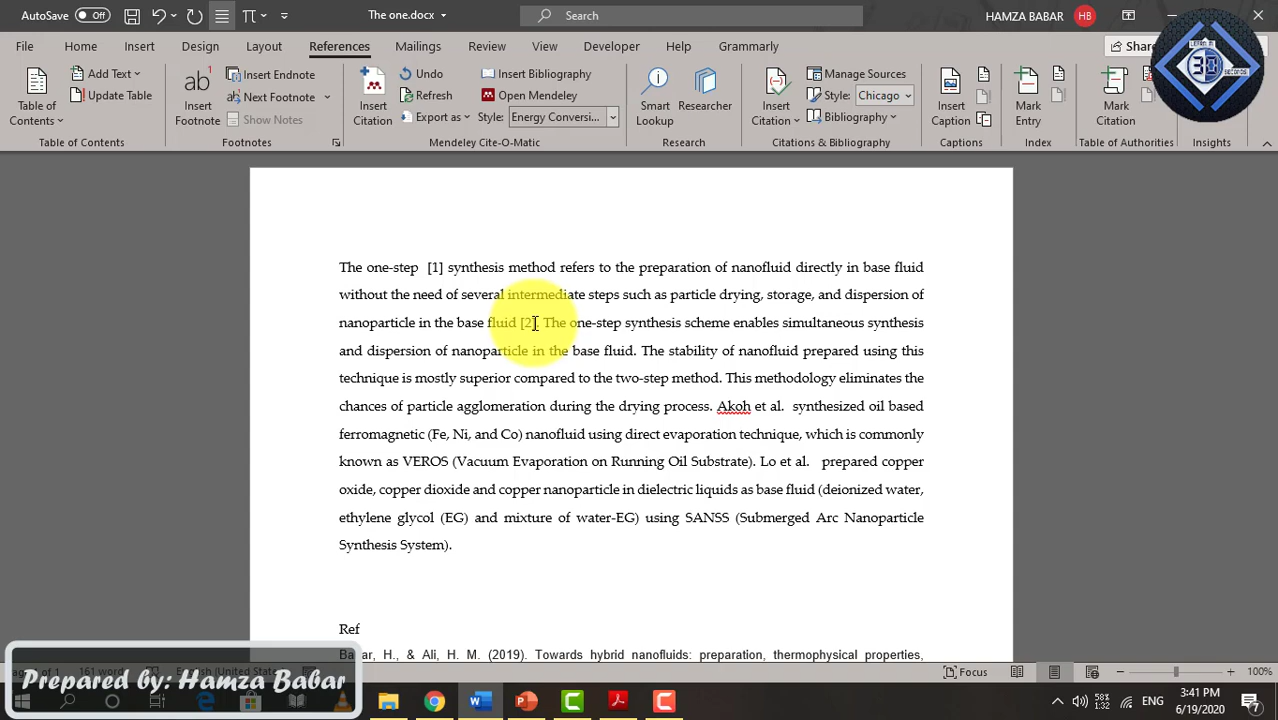 AutoSave Off The one.docx Search HAMZA BABAR HB
File Home Insert Design Layout References Mailings Review View Developer Help Grammarly Share
Table of Contents
Add Text
Update Table
Table of Contents
ab
Insert Footnote
Insert Endnote
Next Footnote
Show Notes
Footnotes
Insert Citation
Undo
Refresh
Export as
Insert Bibliography
Open Mendeley
Style: Energy Conversi...
Mendeley Cite-O-Matic
Smart Lookup
Researcher
Research
Insert Citation
Manage Sources
Style: Chicago
Bibliography
Citations & Bibliography
Insert Caption
Captions
Mark Entry
Index
Mark Citation
Table of Authorities
Insights
LEARN IN
30
SECONDS
The one-step [1] synthesis method refers to the preparation of nanofluid directly in base fluid
without the need of several intermediate steps such as particle drying, storage, and dispersion of
nanoparticle in the base fluid [2]. The one-step synthesis scheme enables simultaneous synthesis
and dispersion of nanoparticle in the base fluid. The stability of nanofluid prepared using this
technique is mostly superior compared to the two-step method. This methodology eliminates the
chances of particle agglomeration during the drying process. Akoh et al. synthesized oil based
ferromagnetic (Fe, Ni, and Co) nanofluid using direct evaporation technique, which is commonly
known as VEROS (Vacuum Evaporation on Running Oil Substrate). Lo et al. prepared copper
oxide, copper dioxide and copper nanoparticle in dielectric liquids as base fluid (deionized water,
ethylene glycol (EG) and mixture of water-EG) using SANSS (Submerged Arc Nanoparticle
Synthesis System).
Ref
Babar, H., & Ali, H. M. (2019). Towards hybrid nanofluids: preparation, thermophysical properties,
161 words English (United States) Focus 100%
Prepared by: Hamza Babar
58% ENG 3:41 PM
6/19/2020 7